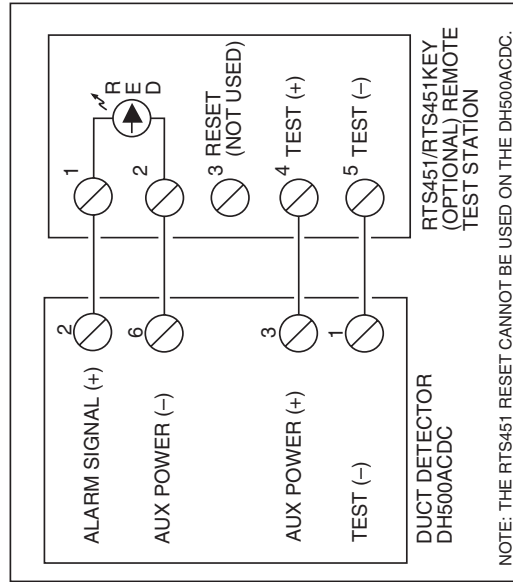 ALARM SIGNAL (+)
2
1
RED
AUX POWER (–)
6
2
3
RESET
(NOT USED)
AUX POWER (+)
3
4
TEST (+)
TEST (–)
1
5
TEST (–)
DUCT DETECTOR
DH500ACDC
RTS451/RTS451KEY
(OPTIONAL) REMOTE
TEST STATION
NOTE: THE RTS451 RESET CANNOT BE USED ON THE DH500ACDC.